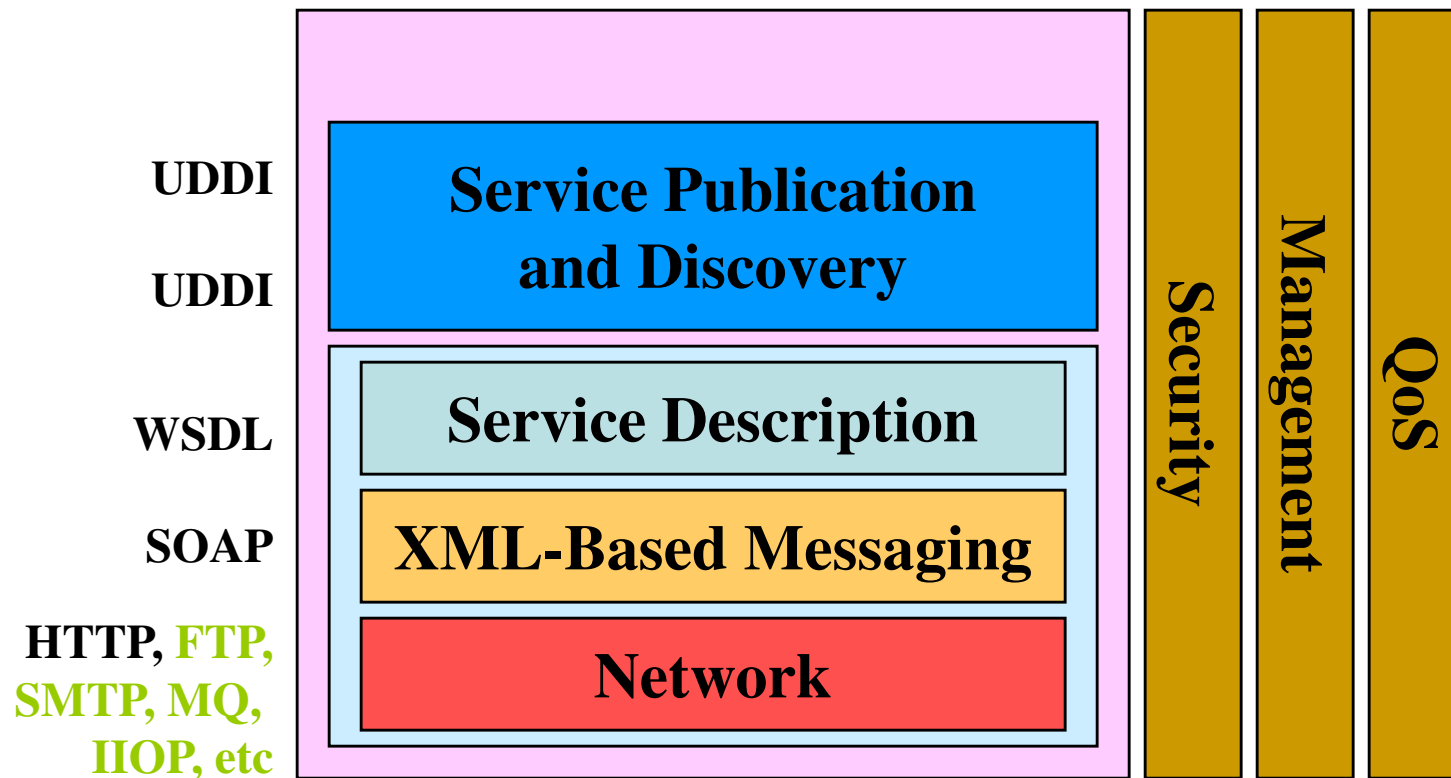 UDDI
UDDI
WSDL
SOAP
HTTP, FTP,
SMTP, MQ,
IIOP, etc
Service Publication
and Discovery
Service Description
XML-Based Messaging
Network
Security
Management
QoS